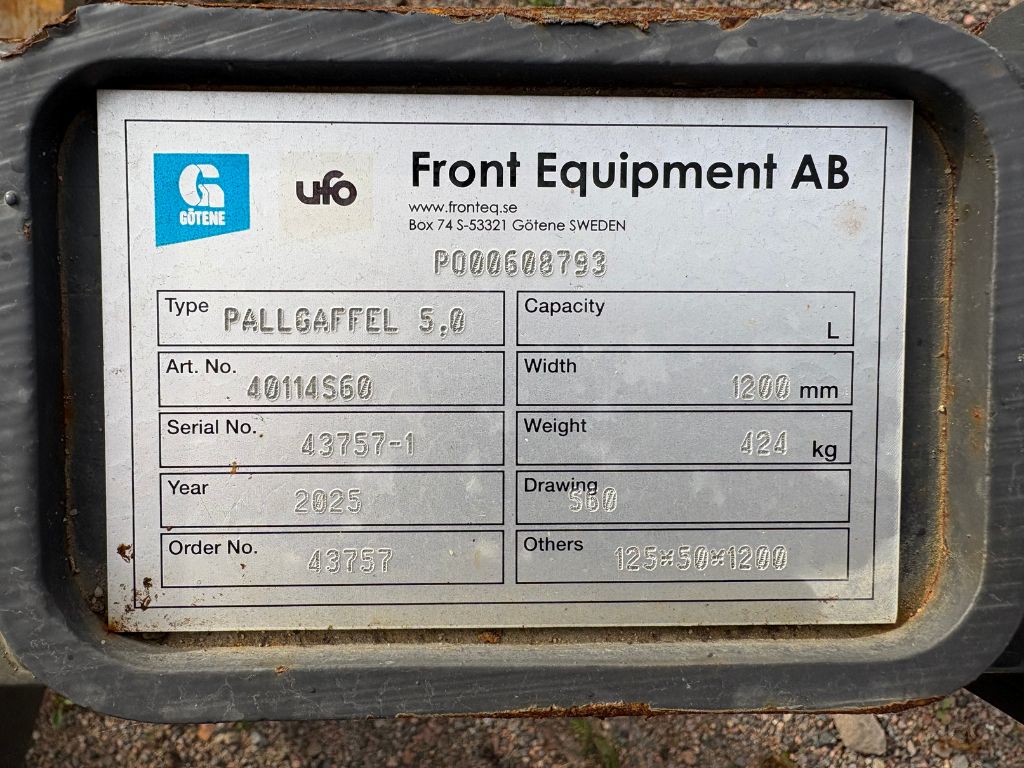 GÖTENE
ufo
Front Equipment AB
www.fronteq.se
Box 74 S-53321 Götene SWEDEN
PO00608793
Type PALLGAFFEL 5,0
Capacity L
Art. No. 40114S60
Width 1200 mm
Serial No. 43757-1
Weight 424 kg
Year 2025
Drawing S60
Order No. 43757
Others 125*50*1200